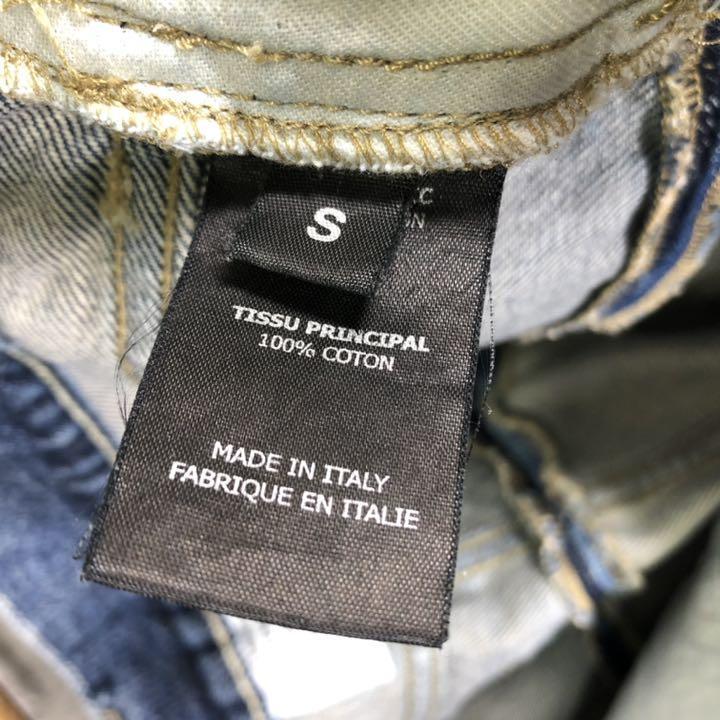 S
TISSU PRINCIPAL
100% COTON
MADE IN ITALY
FABRIQUE EN ITALIE